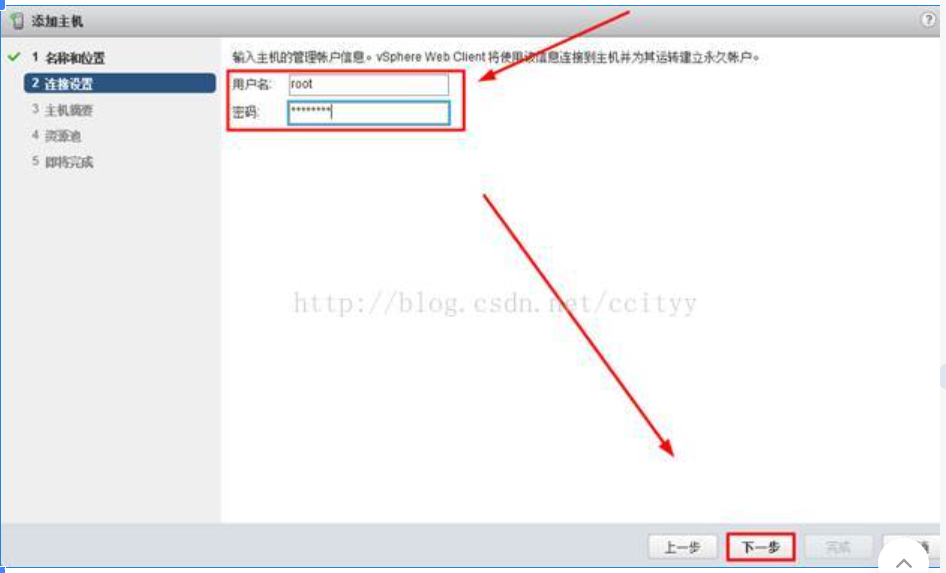 添加主机
?
1 名称和位置
2 连接设置
3 主机摘要
4 资源池
5 即将完成
输入主机的管理帐户信息。vSphere Web Client 将使用该信息连接到主机并为其运转建立永久帐户。
用户名: root
密码: ********
http://blog.csdn.net/ccityy
上一步 下一步 完成